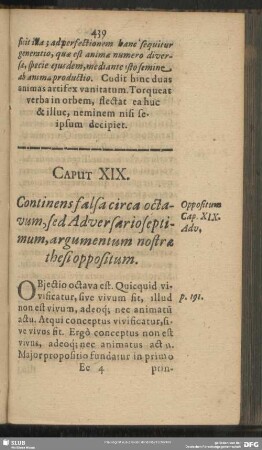 439
ficit illæ; ad perfectionem hanc sequitur
generatio, quæ est animæ numero diver-
sæ, specie ejusdem, mediante isto semine
ab anima productio. Cudit hinc duas
animas artifex vanitatum. Torqueat
verba in orbem, flectat ea huc
& illuc, neminem nisi se-
ipsum decipiet.
CAPUT XIX.
Continens falsa circa octa-
vum, sed Adversario septi-
mum, argumentum nostræ
thesi oppositum.
Oppositum
Cap. XIX.
Adv,
OBjectio octava est. Quicquid vi-
vificatur, sive vivum fit, illud
non est vivum, adeoq; nec animatū
actu. Atqui conceptus vivificatur, si-
ve vivus fit. Ergò conceptus non est
vivus, adeoq; nec animatus actu.
Major propositio fundatur in primo
p. 191.
Ee 4
prin-
SLUB
DFG